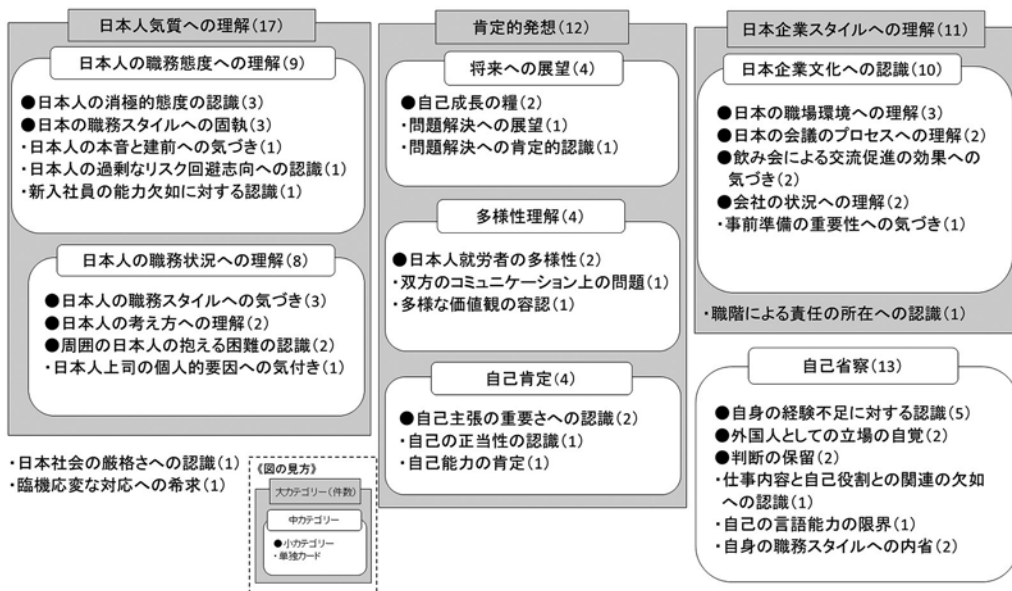 日本人気質への理解(17)
日本人の職務態度への理解(9)
●日本人の消極的態度の認識(3)
●日本の職務スタイルへの固執(3)
・日本人の本音と建前への気づき(1)
・日本人の過剰なリスク回避志向への認識(1)
・新入社員の能力欠如に対する認識(1)
日本人の職務状況への理解(8)
●日本人の職務スタイルへの気づき(3)
●日本人の考え方への理解(2)
●周囲の日本人の抱える困難の認識(2)
・日本人上司の個人的要因への気付き(1)
・日本社会の厳格さへの認識(1)
・臨機応変な対応への希求(1)
《図の見方》
大カテゴリー(件数)
中カテゴリー
●小カテゴリー
・単独カード
肯定的発想(12)
将来への展望(4)
●自己成長の糧(2)
・問題解決への展望(1)
・問題解決への肯定的認識(1)
多様性理解(4)
●日本人就労者の多様性(2)
・双方のコミュニケーション上の問題(1)
・多様な価値観の容認(1)
自己肯定(4)
●自己主張の重要さへの認識(2)
・自己の正当性の認識(1)
・自己能力の肯定(1)
日本企業スタイルへの理解(11)
日本企業文化への認識(10)
●日本の職場環境への理解(3)
●日本の会議のプロセスへの理解(2)
●飲み会による交流促進の効果への
気づき(2)
●会社の状況への理解(2)
・事前準備の重要性への気づき(1)
・職階による責任の所在への認識(1)
自己省察(13)
●自身の経験不足に対する認識(5)
●外国人としての立場の自覚(2)
●判断の保留(2)
・仕事内容と自己役割との関連の欠如
への認識(1)
・自己の言語能力の限界(1)
・自身の職務スタイルへの内省(2)